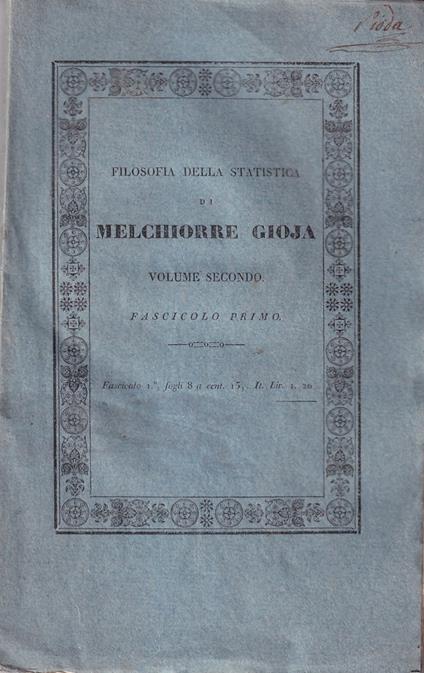 Pioda
FILOSOFIA DELLA STATISTICA
DI
MELCHIORRE GIOJA
VOLUME SECONDO.
FASCICOLO PRIMO.
Fascicolo 1.°, fogli 8 a cent. 15, It. Lir. 1. 20